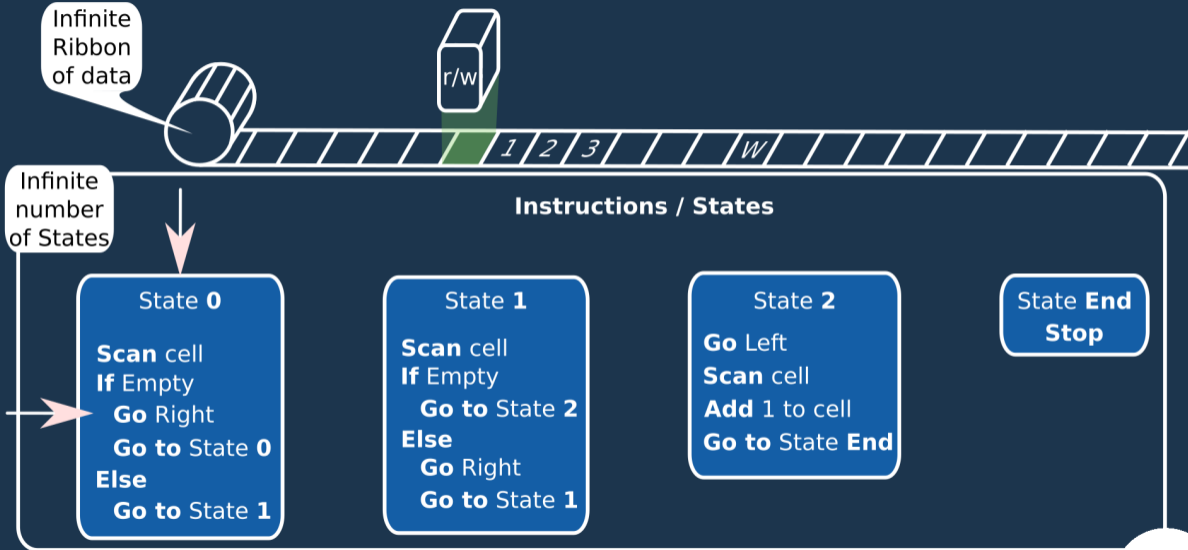 Infinite
Ribbon
of data
r/w
1 2 3 W
Infinite
number
of States
Instructions / States
State 0
Scan cell
If Empty
Go Right
Go to State 0
Else
Go to State 1
State 1
Scan cell
If Empty
Go to State 2
Else
Go Right
Go to State 1
State 2
Go Left
Scan cell
Add 1 to cell
Go to State End
State End
Stop